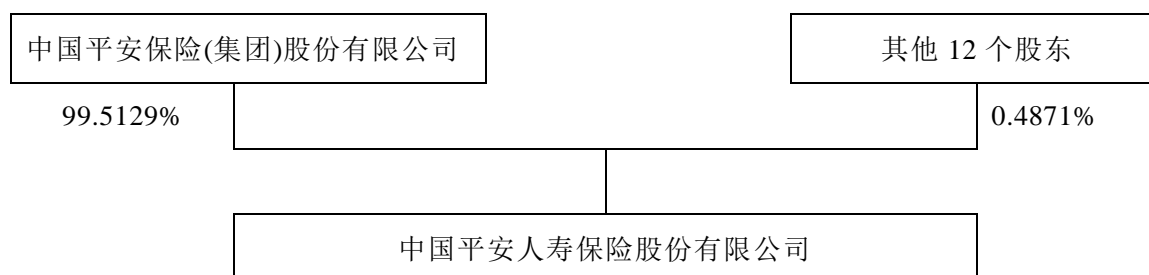 中国平安保险(集团)股份有限公司
其他 12 个股东
99.5129%
0.4871%
中国平安人寿保险股份有限公司